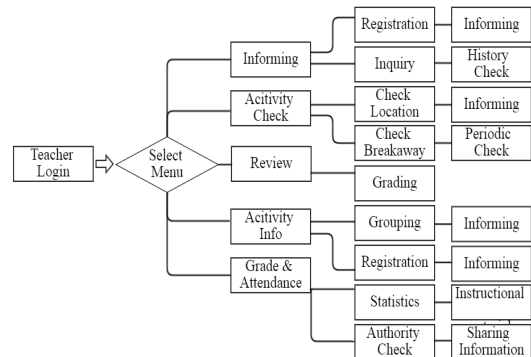 Teacher
Login
Select
Menu
Informing
Registration
Informing
Inquiry
History
Check
Acitivity
Check
Check
Location
Informing
Check
Breakaway
Periodic
Check
Review
Grading
Acitivity
Info
Grouping
Informing
Registration
Informing
Grade &
Attendance
Statistics
Instructional
Authority
Check
Sharing
Information